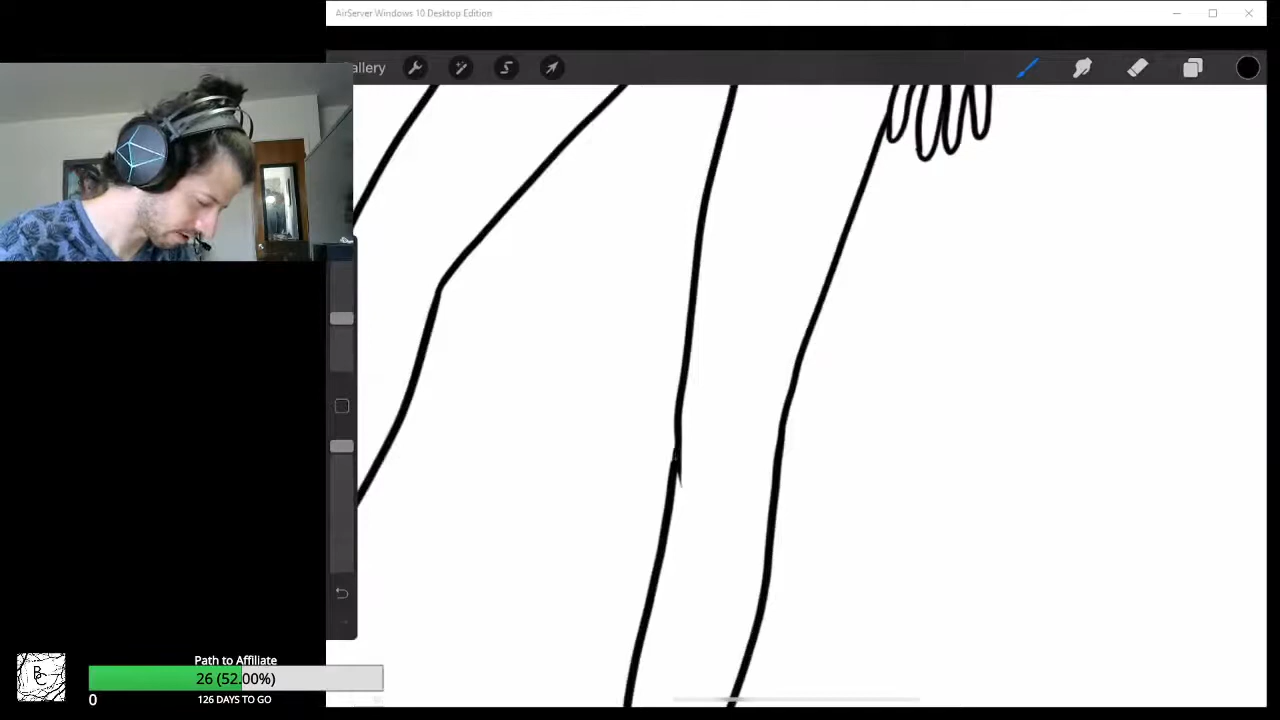 AirServer Windows 10 Desktop Edition
allery
Path to Affiliate
26 (52.00%)
0
126 DAYS TO GO